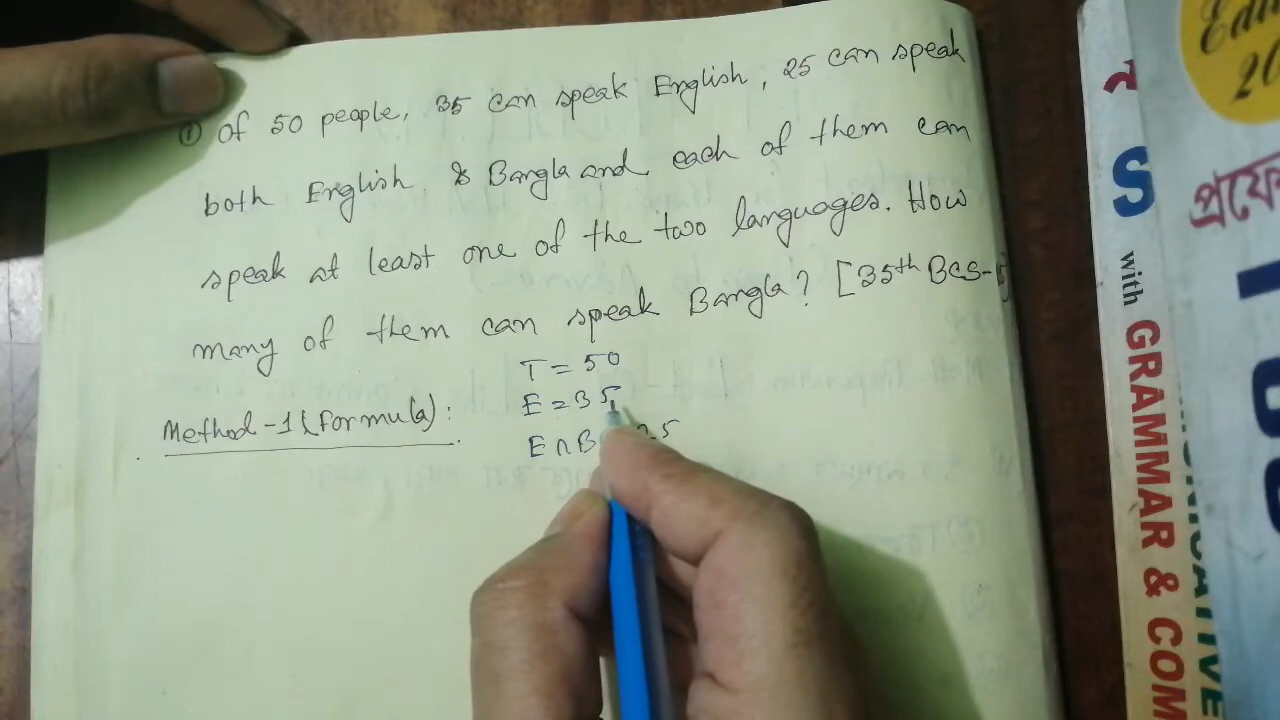 ① Of 50 people, 35 can speak English, 25 can speak
both English & Bangla and each of them can
speak at least one of the two languages. How
many of them can speak Bangla? [35th BCS-
T = 50
E = 35
Method-1 (Formula):
E ∩ B
S
with GRAMMAR & COM